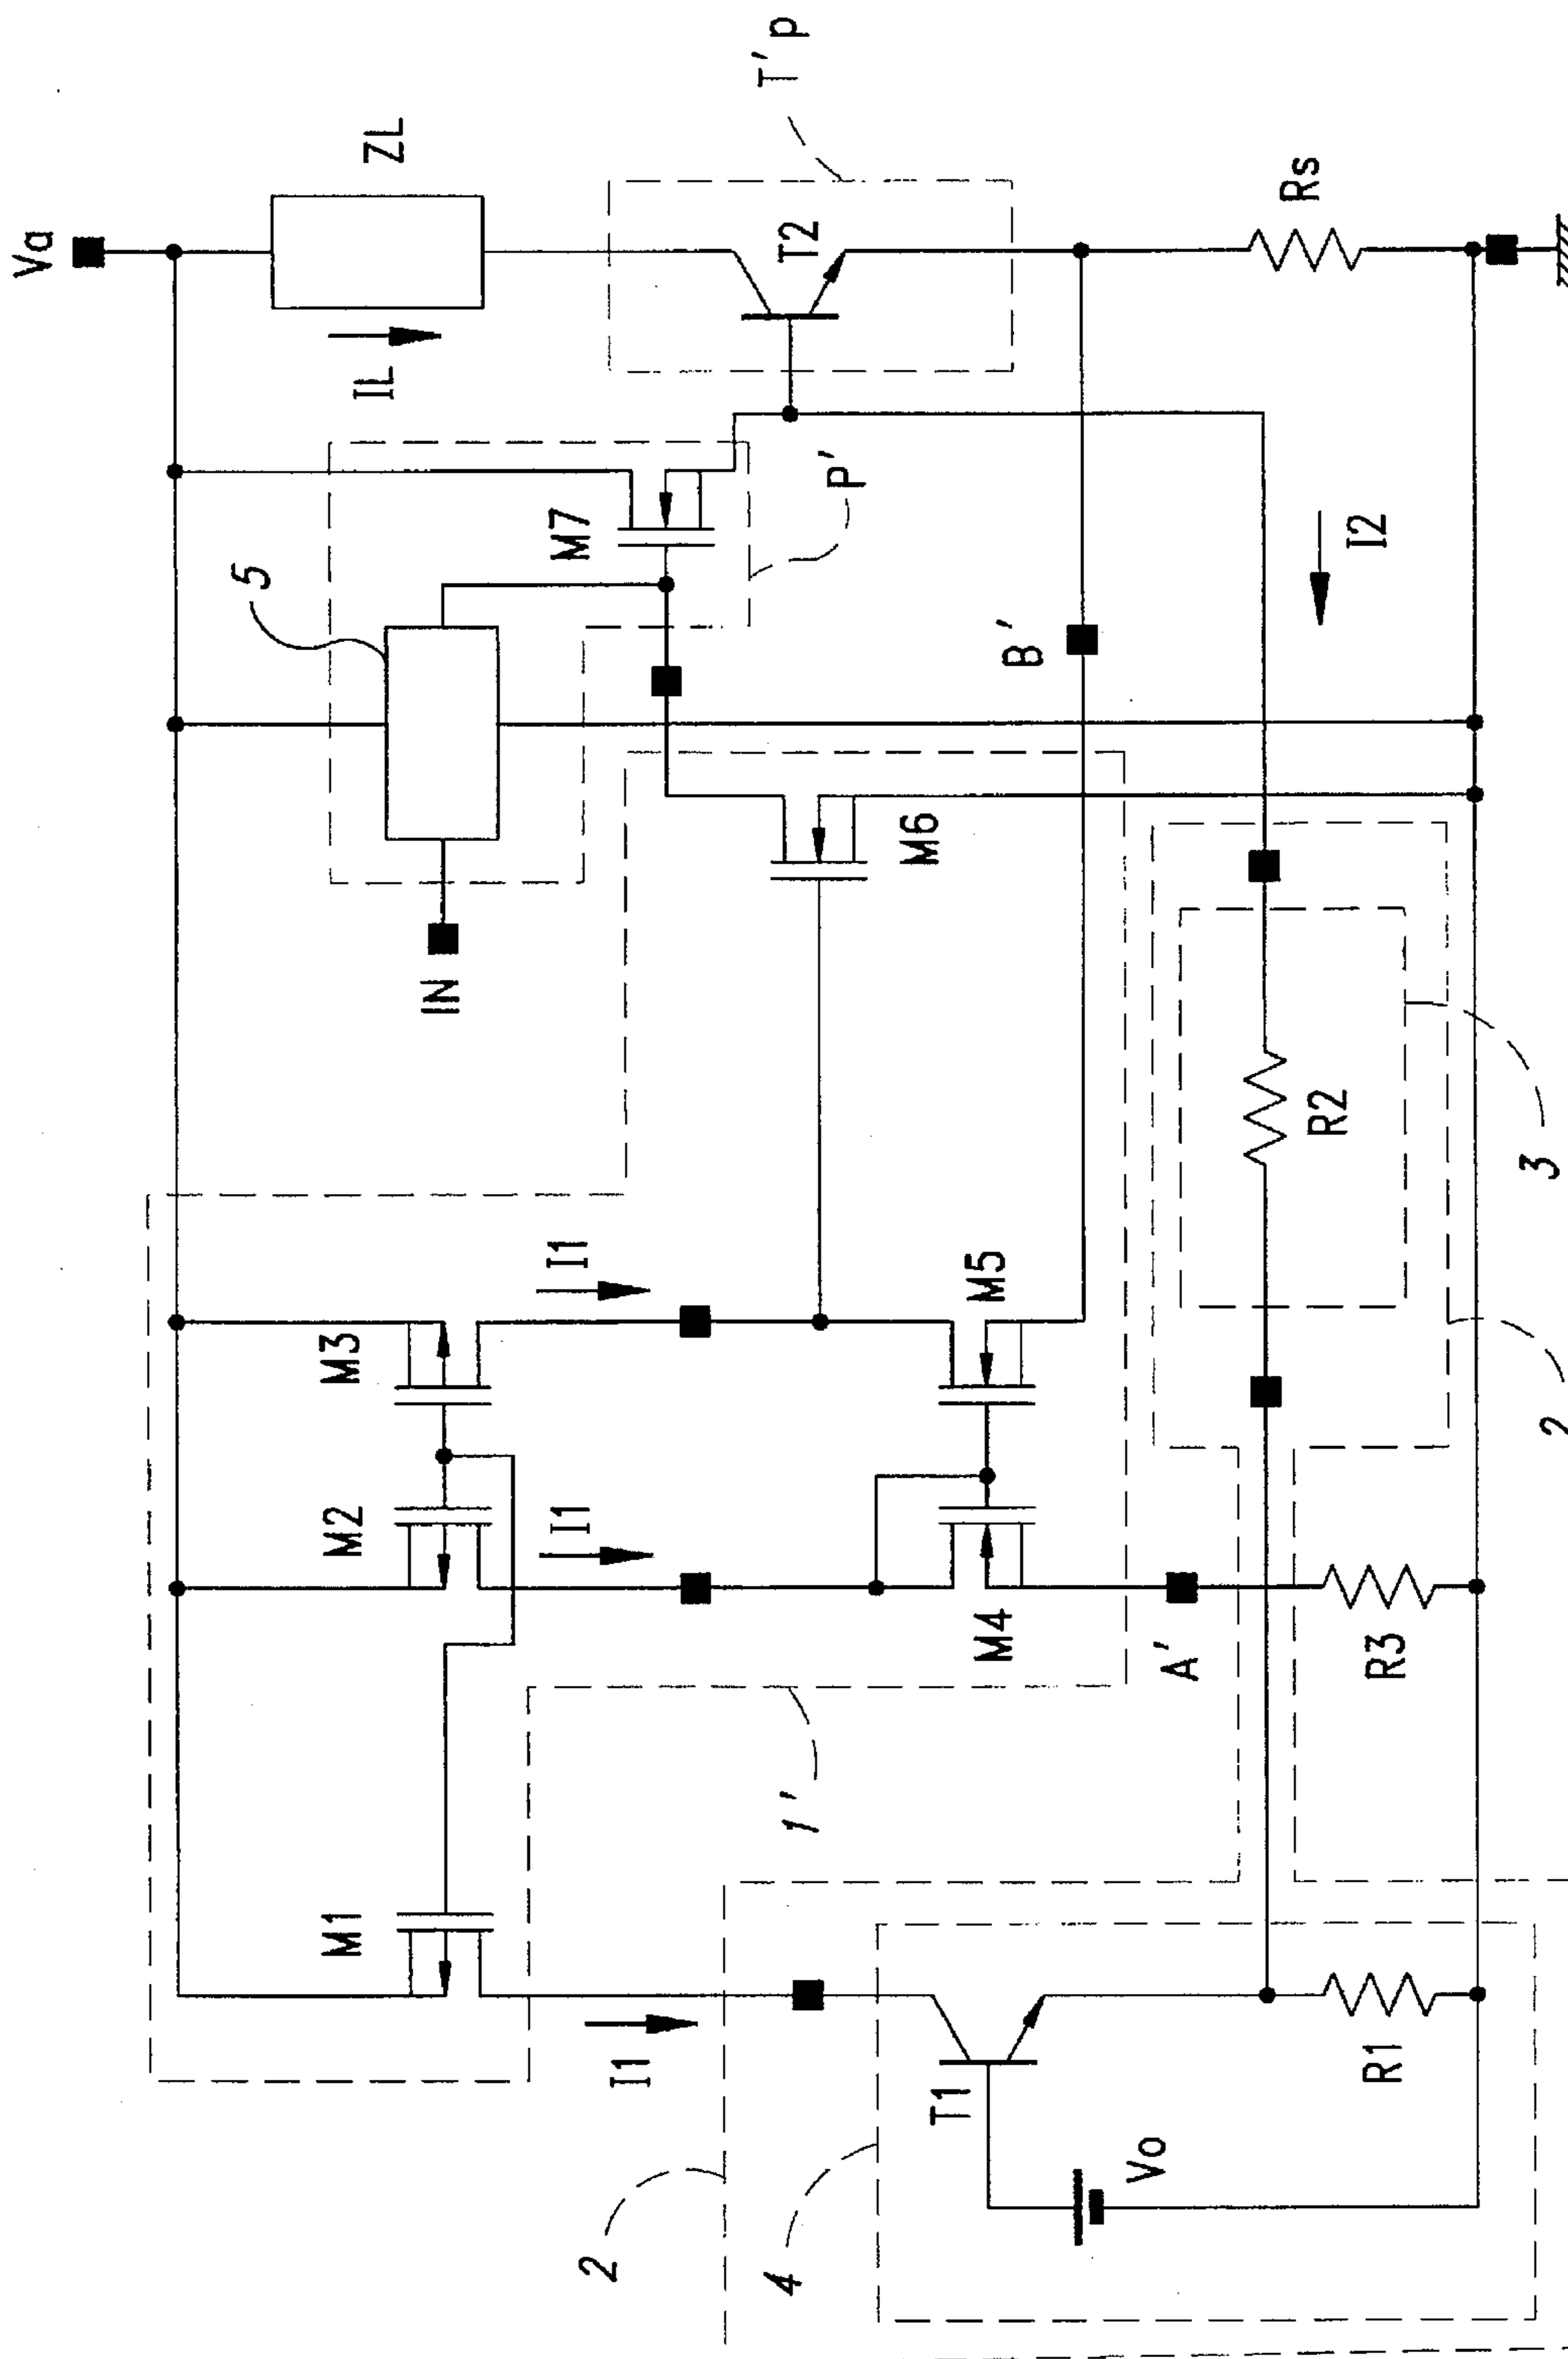 Va
ZL
IL
T'p
T2
Rs
5
M7
P'
IN
B'
I2
M6
M3
I1
M5
R2
3
M2
I1
M4
A'
R3
2
1'
M1
I1
T1
R1
Vo
2
4